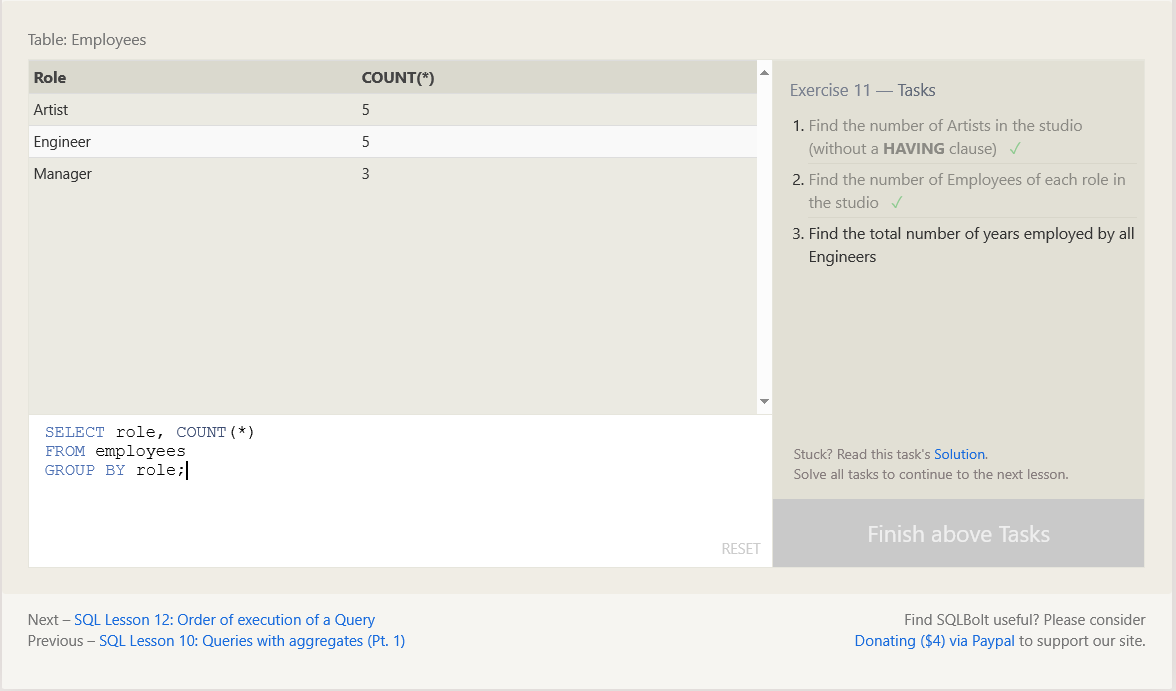 Table: Employees
Role COUNT(*)
Artist 5
Engineer 5
Manager 3
Exercise 11 — Tasks
1. Find the number of Artists in the studio
(without a HAVING clause) ✓
2. Find the number of Employees of each role in
the studio ✓
3. Find the total number of years employed by all
Engineers
Stuck? Read this task's Solution.
Solve all tasks to continue to the next lesson.
Finish above Tasks
SELECT role, COUNT(*)
FROM employees
GROUP BY role;
RESET
Next – SQL Lesson 12: Order of execution of a Query
Previous – SQL Lesson 10: Queries with aggregates (Pt. 1)
Find SQLBolt useful? Please consider
Donating ($4) via Paypal to support our site.